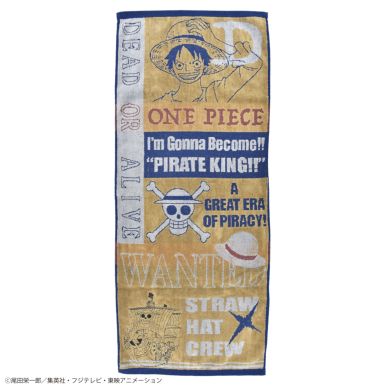 DEAD OR ALIVE
D
ONE PIECE
I'm Gonna Become!!
"PIRATE KING!!"
A
GREAT ERA
OF PIRACY!
WANTED
STRAW
HAT
CREW
©尾田栄一郎／集英社・フジテレビ・東映アニメーション